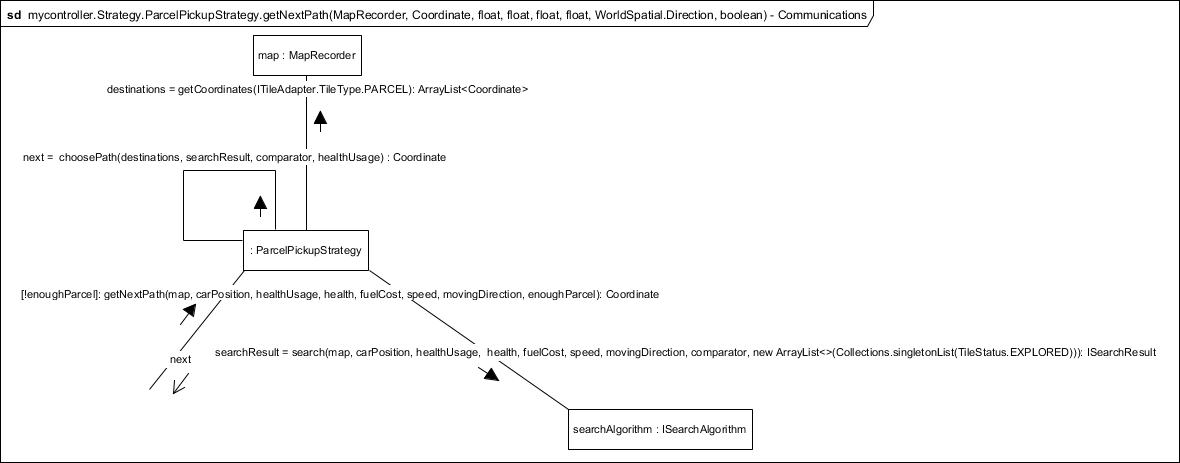 sd mycontroller.Strategy.ParcelPickupStrategy.getNextPath(MapRecorder, Coordinate, float, float, float, float, WorldSpatial.Direction, boolean) - Communications
map : MapRecorder
destinations = getCoordinates(ITileAdapter.TileType.PARCEL): ArrayList<Coordinate>
next = choosePath(destinations, searchResult, comparator, healthUsage) : Coordinate
: ParcelPickupStrategy
[!enoughParcel]: getNextPath(map, carPosition, healthUsage, health, fuelCost, speed, movingDirection, enoughParcel): Coordinate
searchResult = search(map, carPosition, healthUsage, health, fuelCost, speed, movingDirection, comparator, new ArrayList<>(Collections.singletonList(TileStatus.EXPLORED))): ISearchResult
next
searchAlgorithm : ISearchAlgorithm